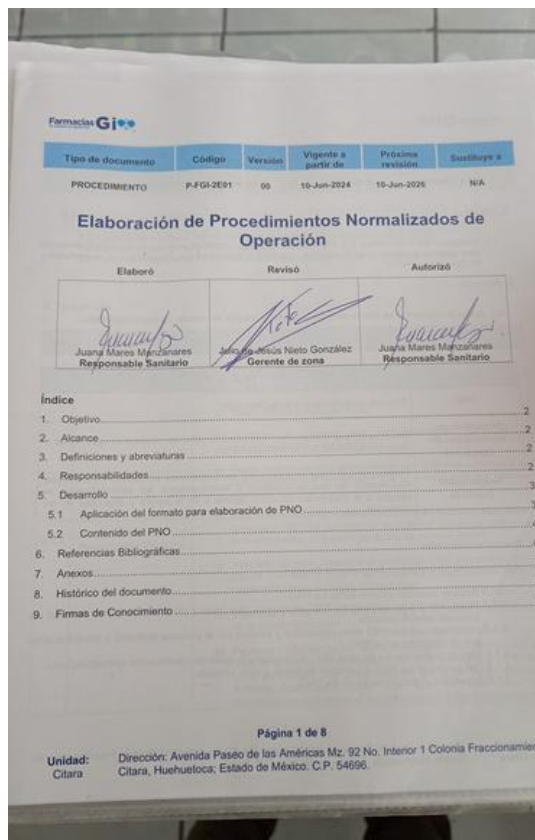 Farmacias Gi
Tipo de documento Código Versión Vigente a partir de Próxima revisión Sustituye a
PROCEDIMIENTO P-FGI-2E01 00 10-Jun-2024 10-Jun-2026 N/A
Elaboración de Procedimientos Normalizados de
Operación
Elaboró Revisó Autorizó
Juana Mares Manzanares Julio de Jesús Nieto González Juana Mares Manzanares
Responsable Sanitario Gerente de zona Responsable Sanitario
Índice
1. Objetivo 2
2. Alcance 2
3. Definiciones y abreviaturas 2
4. Responsabilidades 2
5. Desarrollo 3
5.1 Aplicación del formato para elaboración de PNO 3
5.2 Contenido del PNO
6. Referencias Bibliográficas
7. Anexos
8. Histórico del documento
9. Firmas de Conocimiento
Página 1 de 8
Unidad: Dirección: Avenida Paseo de las Américas Mz. 92 No. Interior 1 Colonia Fraccionamie
Citara Citara, Huehuetoca; Estado de México. C.P. 54696.